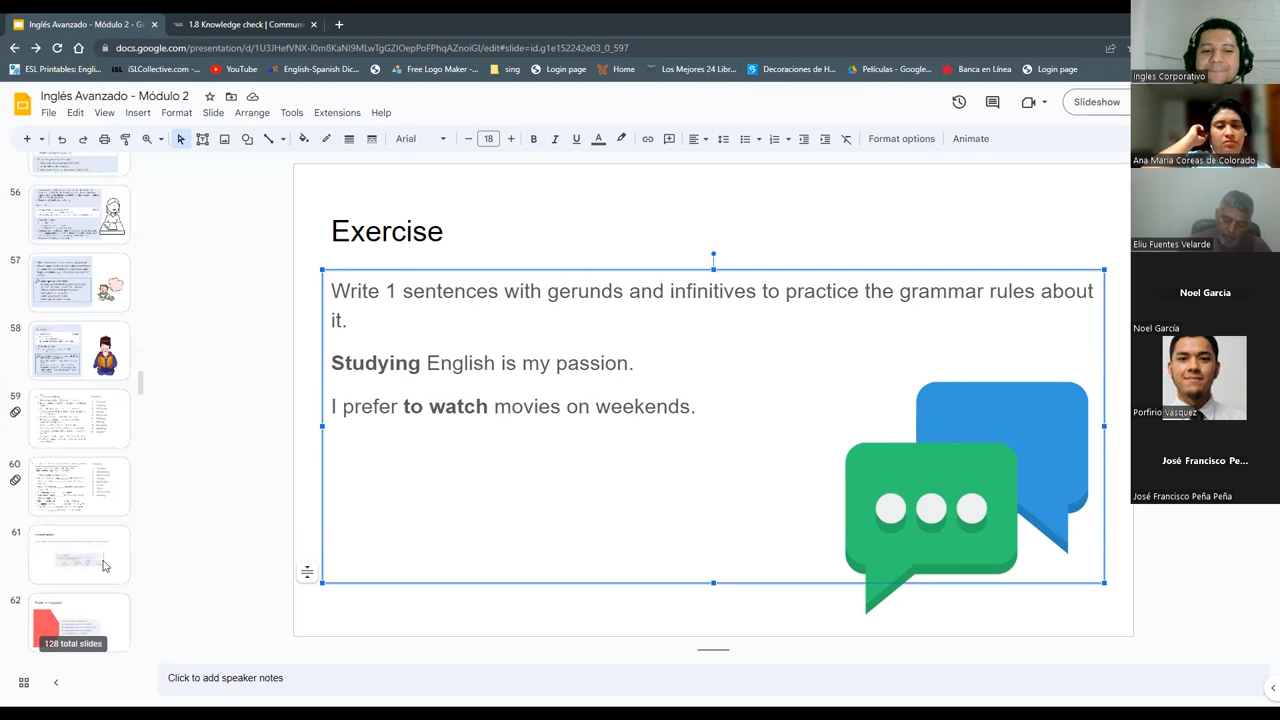 Inglés Avanzado - Módulo 2 - Go
1.8 Knowledge check | Communi
docs.google.com/presentation/d/1U3JHefVNX-I0m8KaNI9MLwTgGZIOepPoFPhqAZnoiGI/edit#slide=id.g1e152242e03_0_597
ESL Printables: Engli...
iSLCollective.com -...
YouTube
English-Spanish Dic...
Free Logo Maker -
Página de
Home
Los Mejores 24 Libr...
Decoraciones de H...
Películas - Google...
Banca en Línea
Login page
Inglés Avanzado - Módulo 2
File Edit View Insert Format Slide Arrange Tools Extensions Help
Slideshow
Arial
18
Format options
Animate
56
57
58
59
60
61
62
128 total slides
Exercise
Write 1 sentences with gerunds and infinitives to practice the grammar rules about
it.
Studying English is my passion.
I prefer to watch movies on weekends.
Click to add speaker notes
Ingles Corporativo
Ana Maria Coreas de Colorado
Eliu Fuentes Velarde
Noel Garcia
Noel García
Porfirio Vásquez
José Francisco Pe...
José Francisco Peña Peña